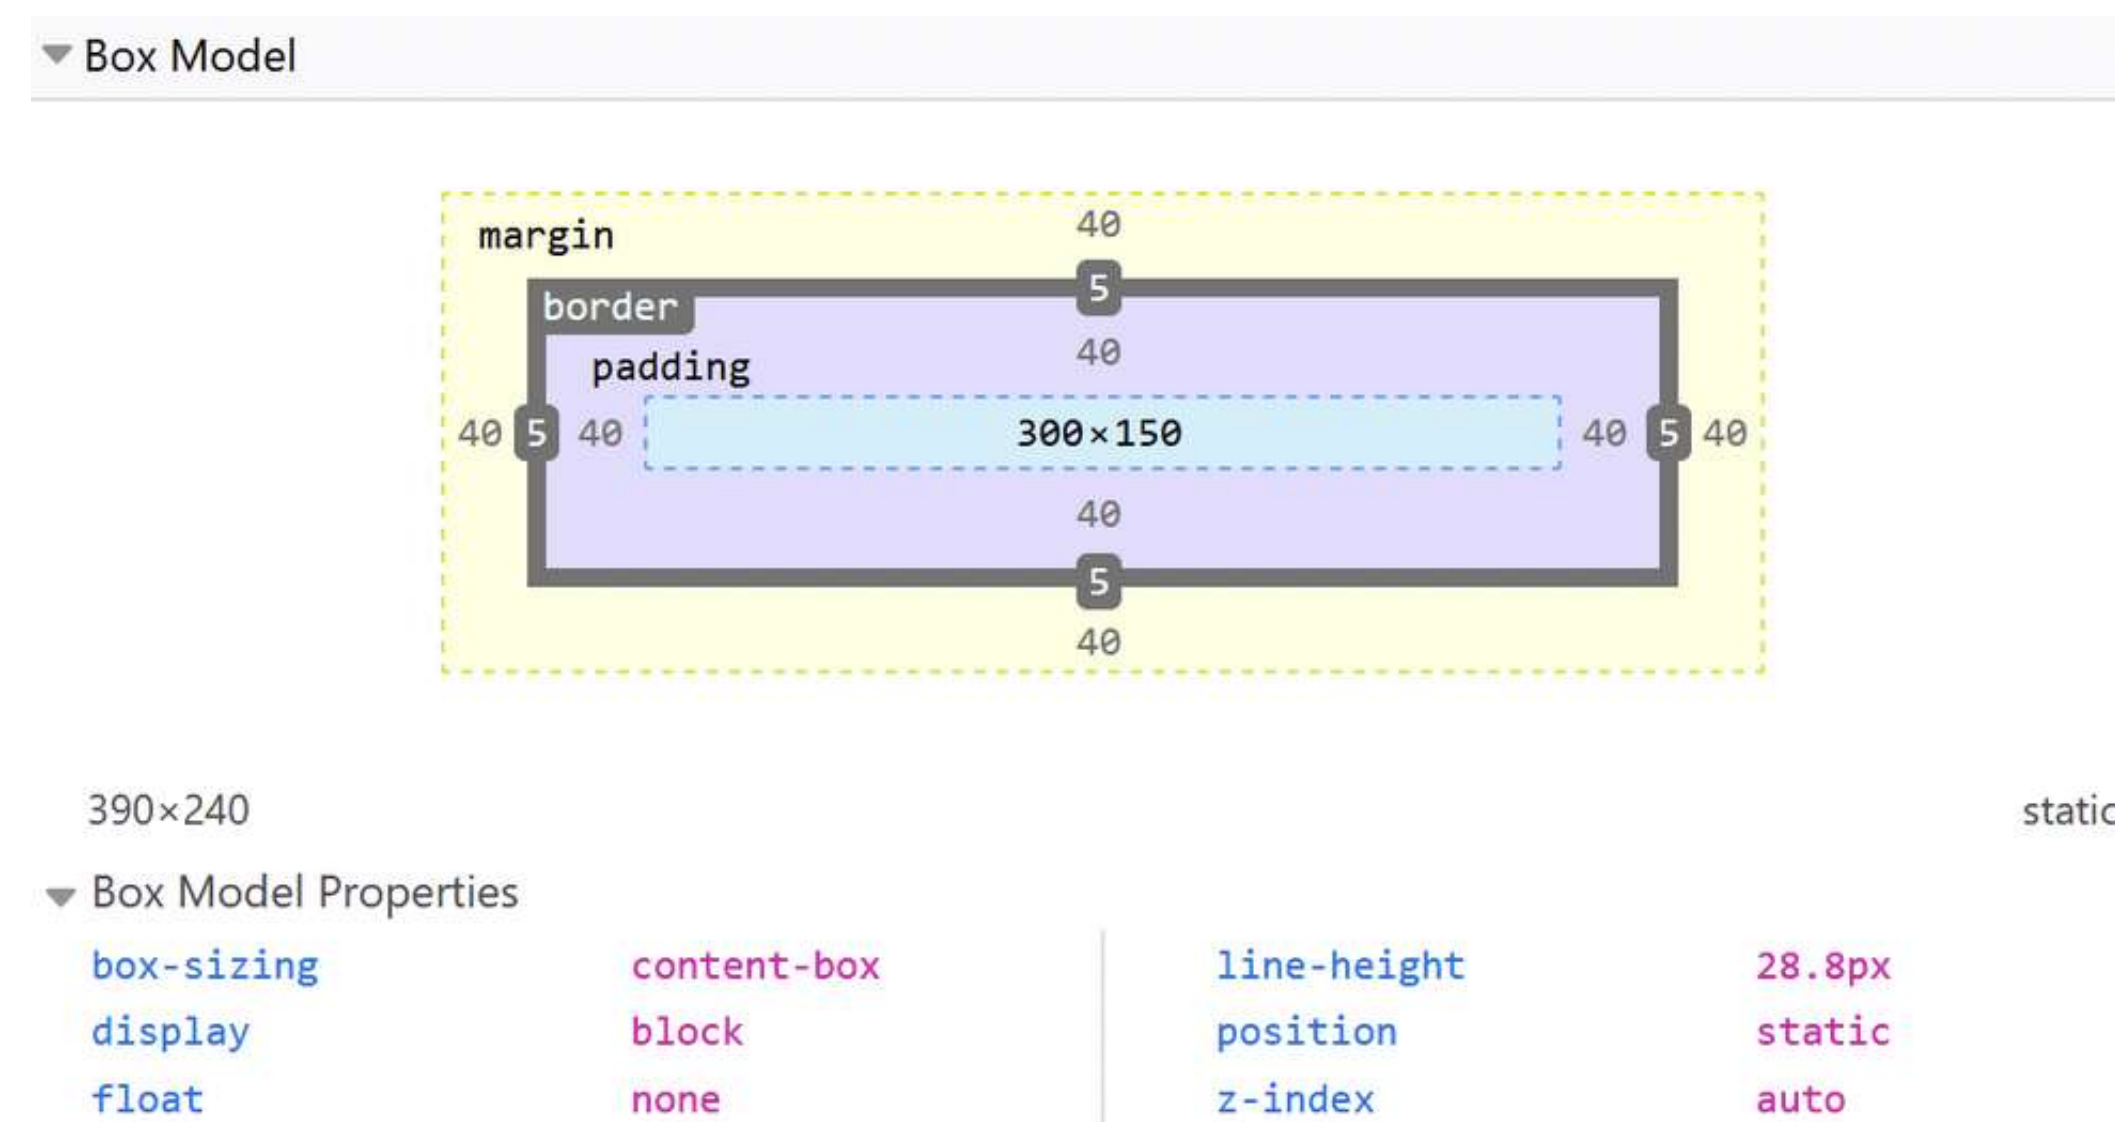 Box Model
margin 40
5
border
padding 40
40 5 40 300×150 40 5 40
40
5
40
390×240 static
Box Model Properties
box-sizing content-box line-height 28.8px
display block position static
float none z-index auto